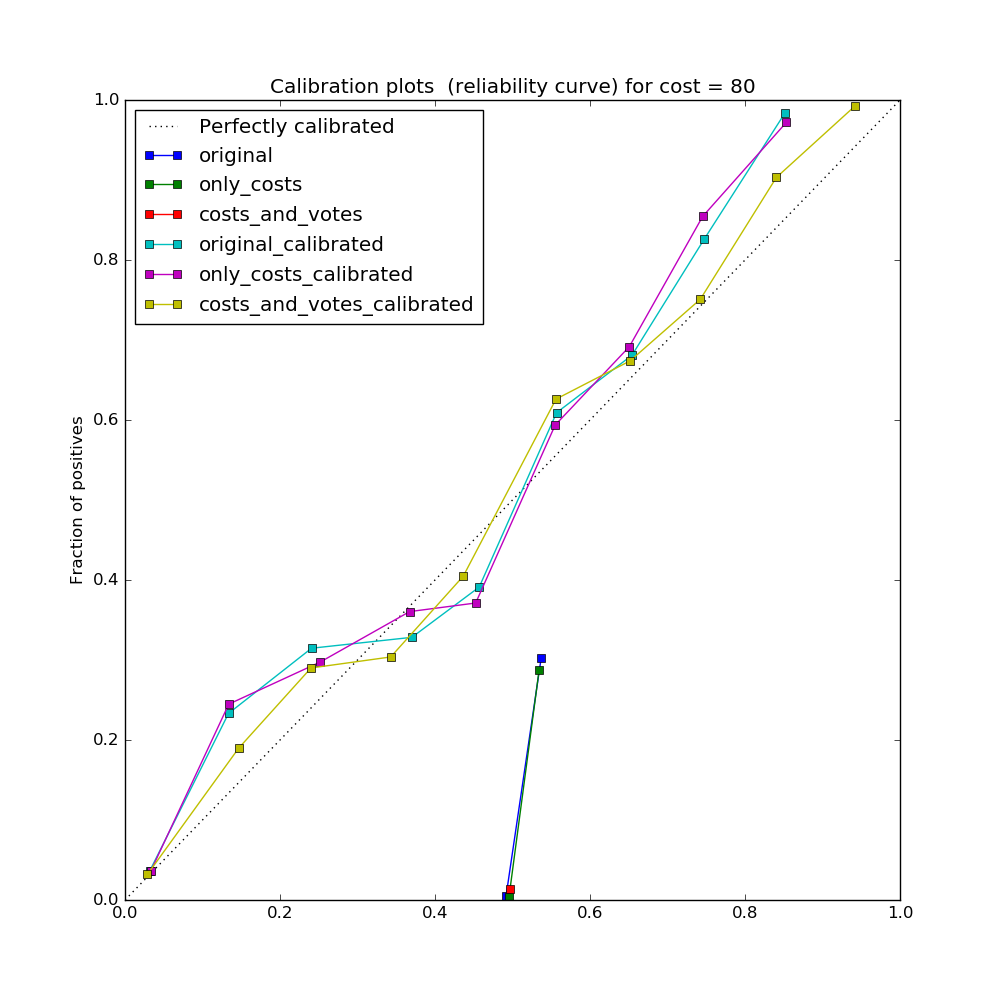 Calibration plots  (reliability curve) for cost = 80
1.0
0.8
0.6
0.4
0.2
0.0
Fraction of positives
Perfectly calibrated
original
only_costs
costs_and_votes
original_calibrated
only_costs_calibrated
costs_and_votes_calibrated
0.0 0.2 0.4 0.6 0.8 1.0